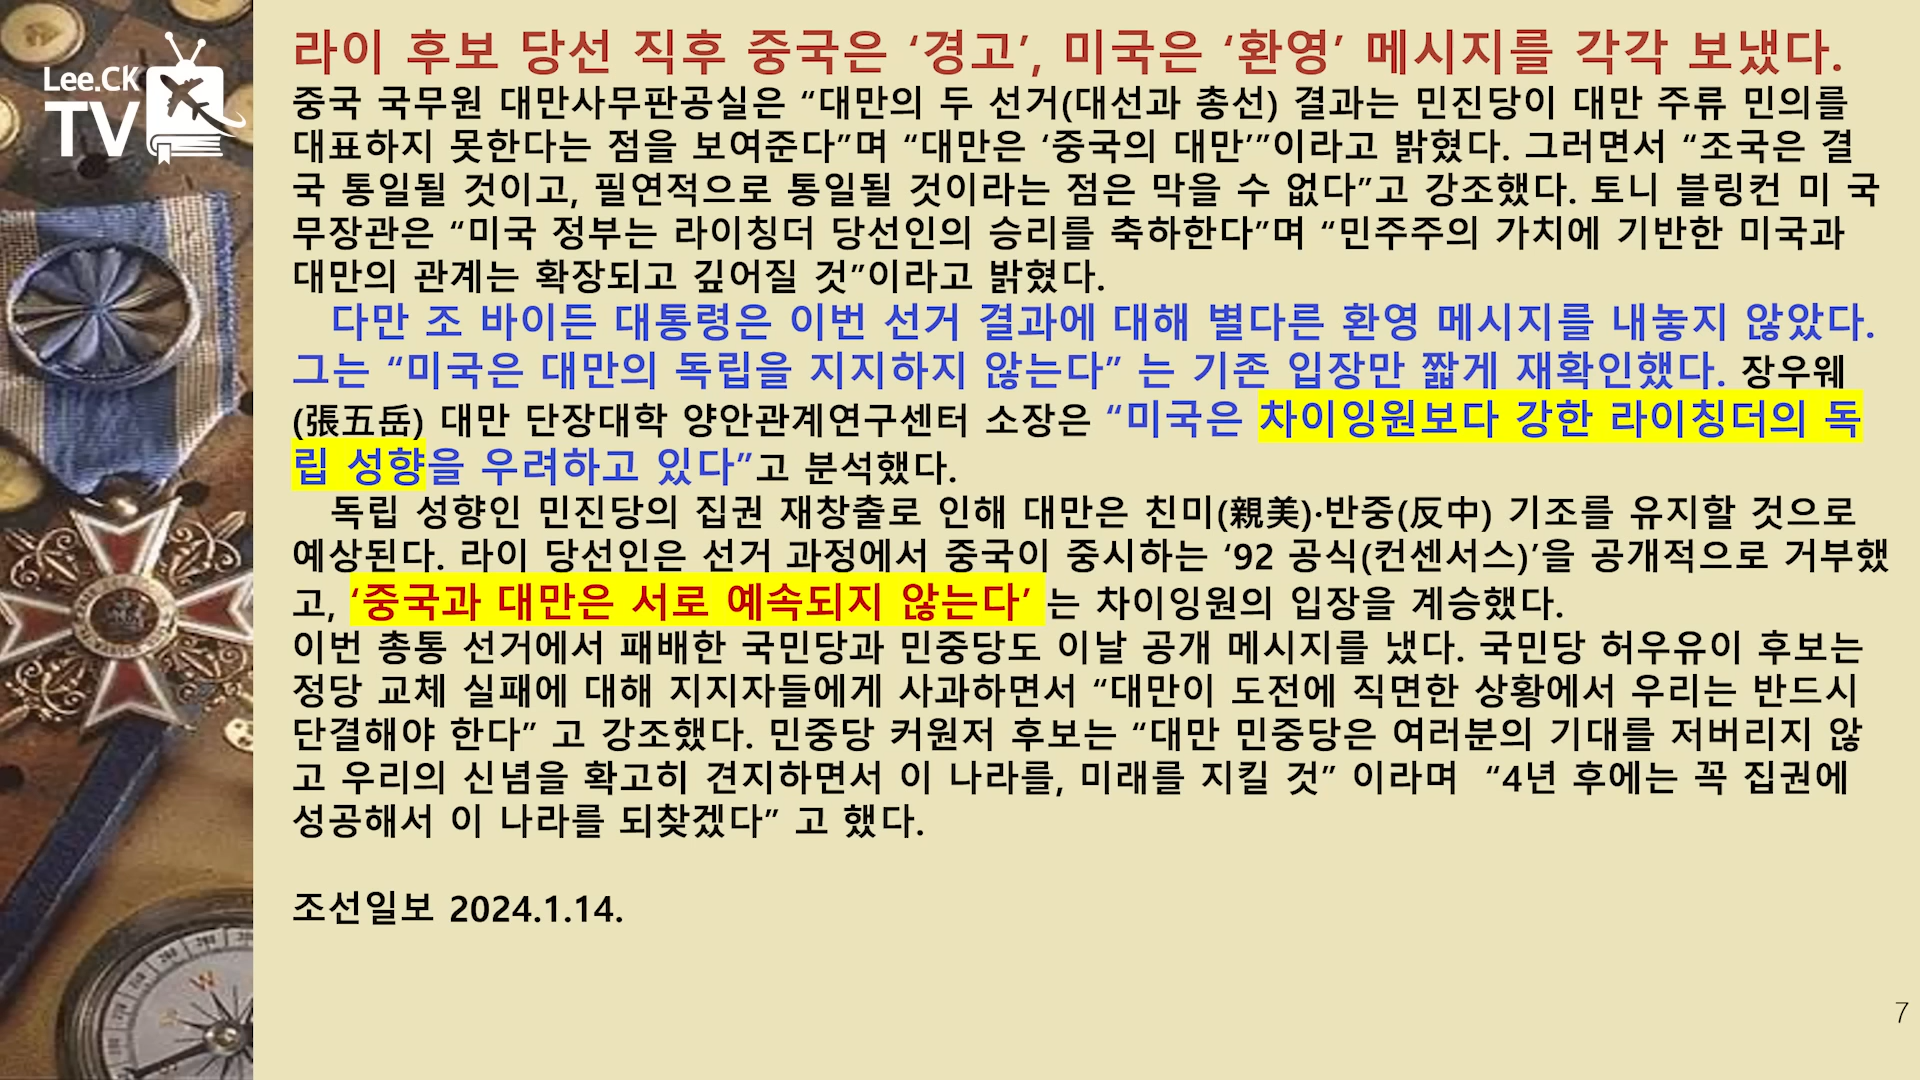 Lee.CK
TV
라이 후보 당선 직후 중국은 ‘경고’, 미국은 ‘환영’ 메시지를 각각 보냈다.
중국 국무원 대만사무판공실은 “대만의 두 선거(대선과 총선) 결과는 민진당이 대만 주류 민의를
대표하지 못한다는 점을 보여준다”며 “대만은 ‘중국의 대만’”이라고 밝혔다. 그러면서 “조국은 결
국 통일될 것이고, 필연적으로 통일될 것이라는 점은 막을 수 없다”고 강조했다. 토니 블링컨 미 국
무장관은 “미국 정부는 라이칭더 당선인의 승리를 축하한다”며 “민주주의 가치에 기반한 미국과
대만의 관계는 확장되고 깊어질 것”이라고 밝혔다.
다만 조 바이든 대통령은 이번 선거 결과에 대해 별다른 환영 메시지를 내놓지 않았다.
그는 “미국은 대만의 독립을 지지하지 않는다” 는 기존 입장만 짧게 재확인했다. 장우웨
(張五岳) 대만 단장대학 양안관계연구센터 소장은 “미국은 차이잉원보다 강한 라이칭더의 독
립 성향을 우려하고 있다”고 분석했다.
독립 성향인 민진당의 집권 재창출로 인해 대만은 친미(親美)·반중(反中) 기조를 유지할 것으로
예상된다. 라이 당선인은 선거 과정에서 중국이 중시하는 ‘92 공식(컨센서스)’을 공개적으로 거부했
고, ‘중국과 대만은 서로 예속되지 않는다’ 는 차이잉원의 입장을 계승했다.
이번 총통 선거에서 패배한 국민당과 민중당도 이날 공개 메시지를 냈다. 국민당 허우유이 후보는
정당 교체 실패에 대해 지지자들에게 사과하면서 “대만이 도전에 직면한 상황에서 우리는 반드시
단결해야 한다” 고 강조했다. 민중당 커원저 후보는 “대만 민중당은 여러분의 기대를 저버리지 않
고 우리의 신념을 확고히 견지하면서 이 나라를, 미래를 지킬 것” 이라며 “4년 후에는 꼭 집권에
성공해서 이 나라를 되찾겠다” 고 했다.
조선일보 2024.1.14.
7